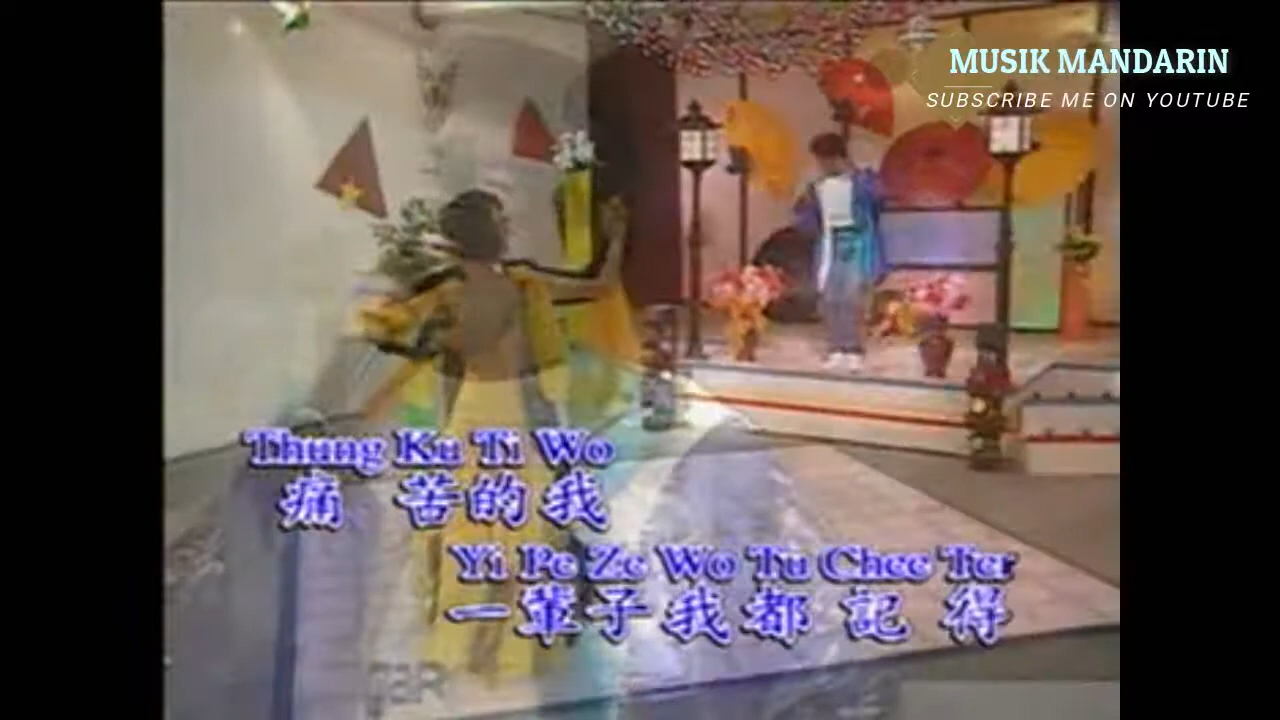 MUSIK MANDARIN
SUBSCRIBE ME ON YOUTUBE
Thung Ku Ti Wo
痛 苦的我
Yi Pe Ze Wo Tu Chee Ter
一輩子我都 記 得